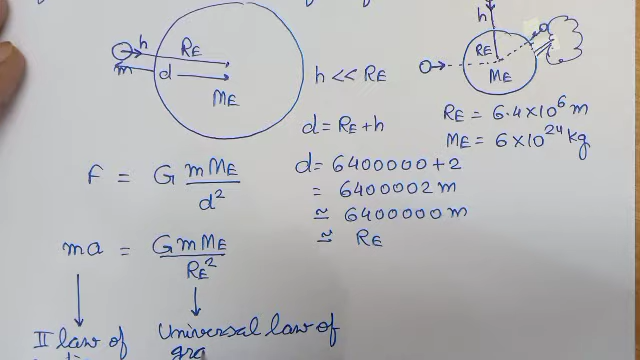 h
RE
m
d
ME
h << RE
h
RE
ME
RE = 6.4×10⁶ m
ME = 6×10²⁴ kg
d = RE + h
d = 6400000 + 2
= 6400002 m
≅ 6400000 m
≅ RE
F = G mME / d²
ma = GmME / RE²
II law of
Universal law of
gra